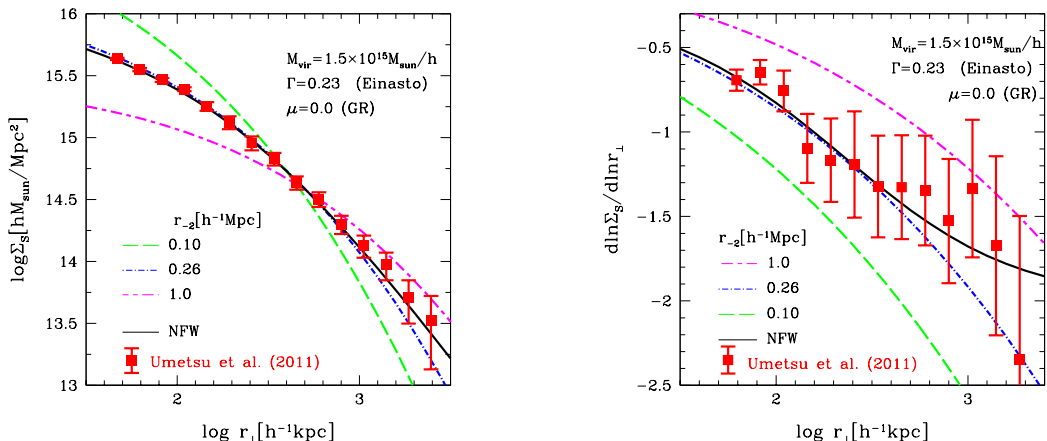 16
15.5
15
14.5
14
13.5
13
logΣ_S[hM_sun/Mpc²]
M_vir=1.5×10¹⁵M_sun/h
Γ=0.23 (Einasto)
μ=0.0 (GR)
r₋₂[h⁻¹Mpc]
0.10
0.26
1.0
NFW
Umetsu et al. (2011)
2
3
log r_⊥[h⁻¹kpc]
−0.5
−1
−1.5
−2
−2.5
dlnΣ_S/dlnr_⊥
M_vir=1.5×10¹⁵M_sun/h
Γ=0.23 (Einasto)
μ=0.0 (GR)
r₋₂[h⁻¹Mpc]
1.0
0.26
0.10
NFW
Umetsu et al. (2011)
2
3
log r_⊥[h⁻¹kpc]